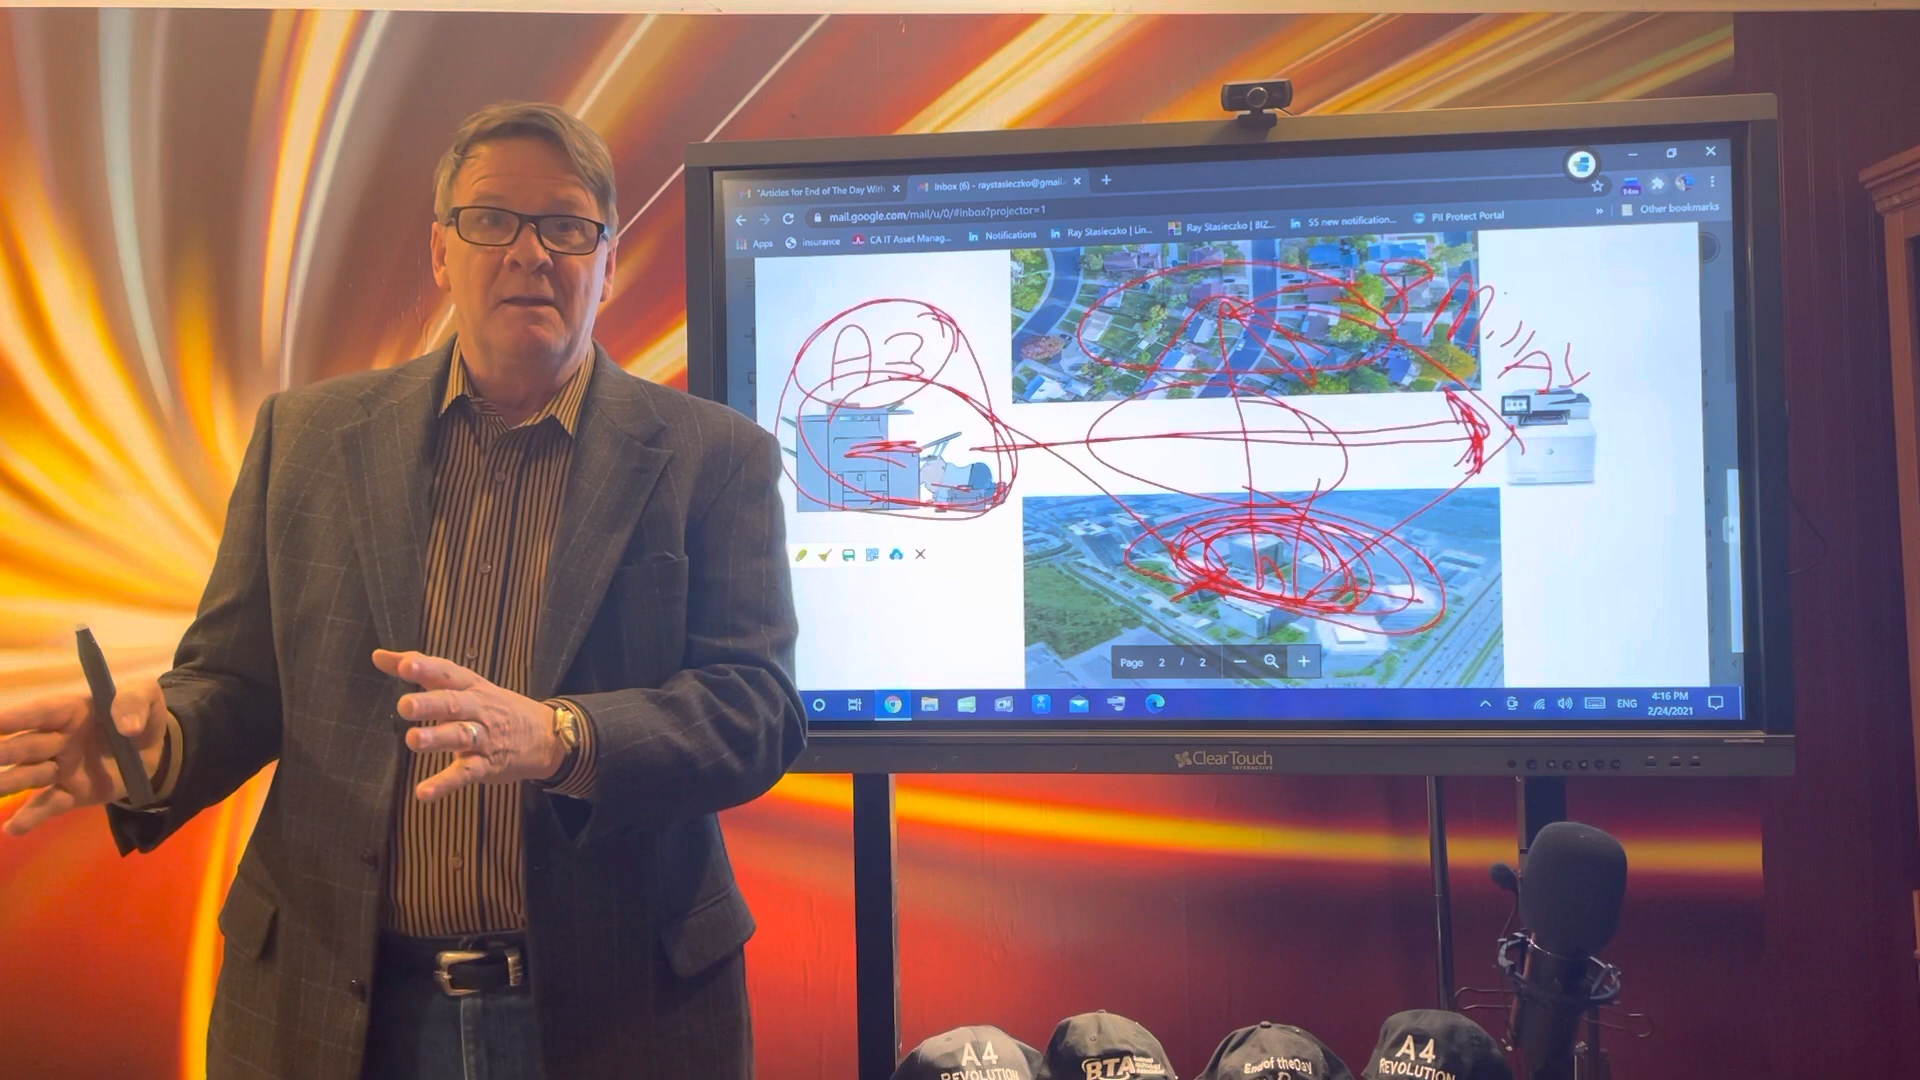 "Articles for End of The Day With
Inbox (6) - raystasieczko@gmail.
mail.google.com/mail/u/0/#inbox?projector=1
14m
Apps
insurance
CA IT Asset Manag...
Notifications
Ray Stasieczko | Lin...
Ray Stasieczko | BIZ...
55 new notification...
PII Protect Portal
»
Other bookmarks
A3
Page 2 / 2
ENG
4:16 PM
2/24/2021
ClearTouch
INTERACTIVE
A4
REVOLUTION
BTA
End of the Day
A4
REVOLUTION